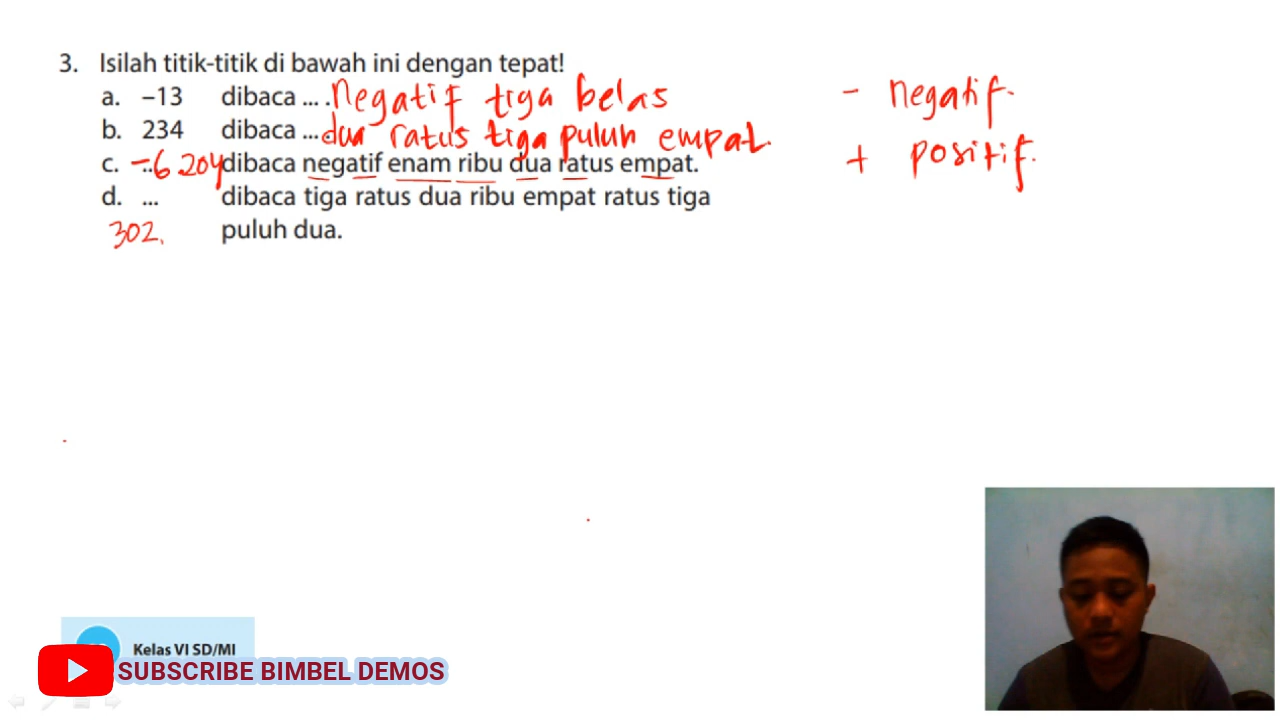 3. Isilah titik-titik di bawah ini dengan tepat!
a. –13 dibaca ... . negatif tiga belas
b. 234 dibaca ... dua ratus tiga puluh empat.
c. -6 204 dibaca negatif enam ribu dua ratus empat.
d. ... dibaca tiga ratus dua ribu empat ratus tiga
302. puluh dua.
- negatif.
+ positif.
Kelas VI SD/MI
SUBSCRIBE BIMBEL DEMOS